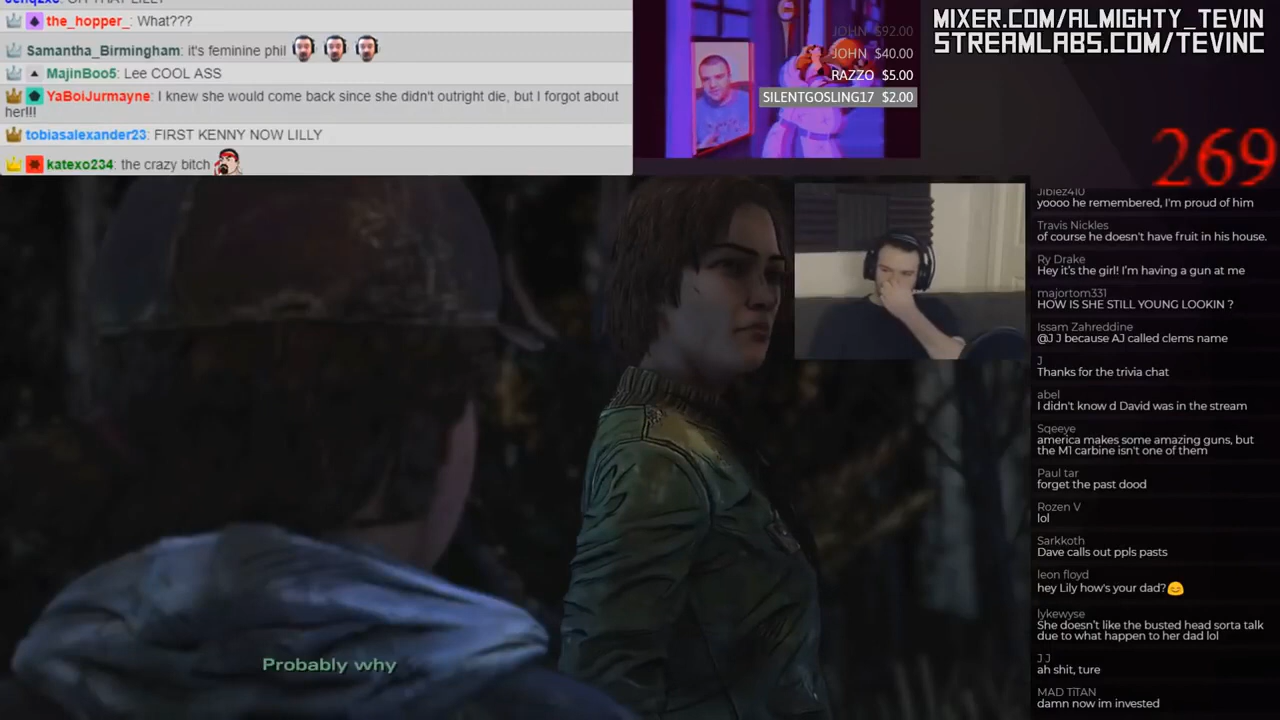 the_hopper_: What???
Samantha_Birmingham: it's feminine phil
MajinBoo5: Lee COOL ASS
YaBoiJurmayne: I knew she would come back since she didn't outright die, but I forgot about
her!!!
tobiasalexander23: FIRST KENNY NOW LILLY
katexo234: the crazy bitch
JOHN $92.00
JOHN $40.00
RAZZO $5.00
SILENTGOSLING17 $2.00
MIXER.COM/ALMIGHTY_TEVIN
STREAMLABS.COM/TEVINC
269
yoooo he remembered, I'm proud of him
Travis Nickles
of course he doesn't have fruit in his house.
Ry Drake
Hey it's the girl! I'm having a gun at me
majortom331
HOW IS SHE STILL YOUNG LOOKIN ?
Issam Zahreddine
@J J because AJ called clems name
J
Thanks for the trivia chat
abel
I didn't know d David was in the stream
Sqeeye
america makes some amazing guns, but
the M1 carbine isn't one of them
Paul tar
forget the past dood
Rozen V
lol
Sarkkoth
Dave calls out ppls pasts
leon floyd
hey Lily how's your dad?😊
lykewyse
She doesn't like the busted head sorta talk
due to what happen to her dad lol
J J
ah shit, ture
MAD TiTAN
damn now im invested
Probably why